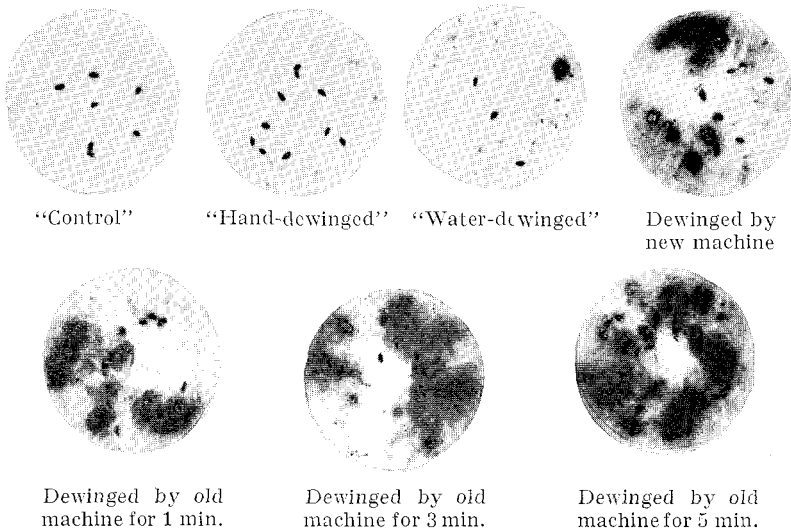 “Control”
“Hand-dewinged”
“Water-dewinged”
Dewinged by
new machine
Dewinged by old
machine for 1 min.
Dewinged by old
machine for 3 min.
Dewinged by old
machine for 5 min.